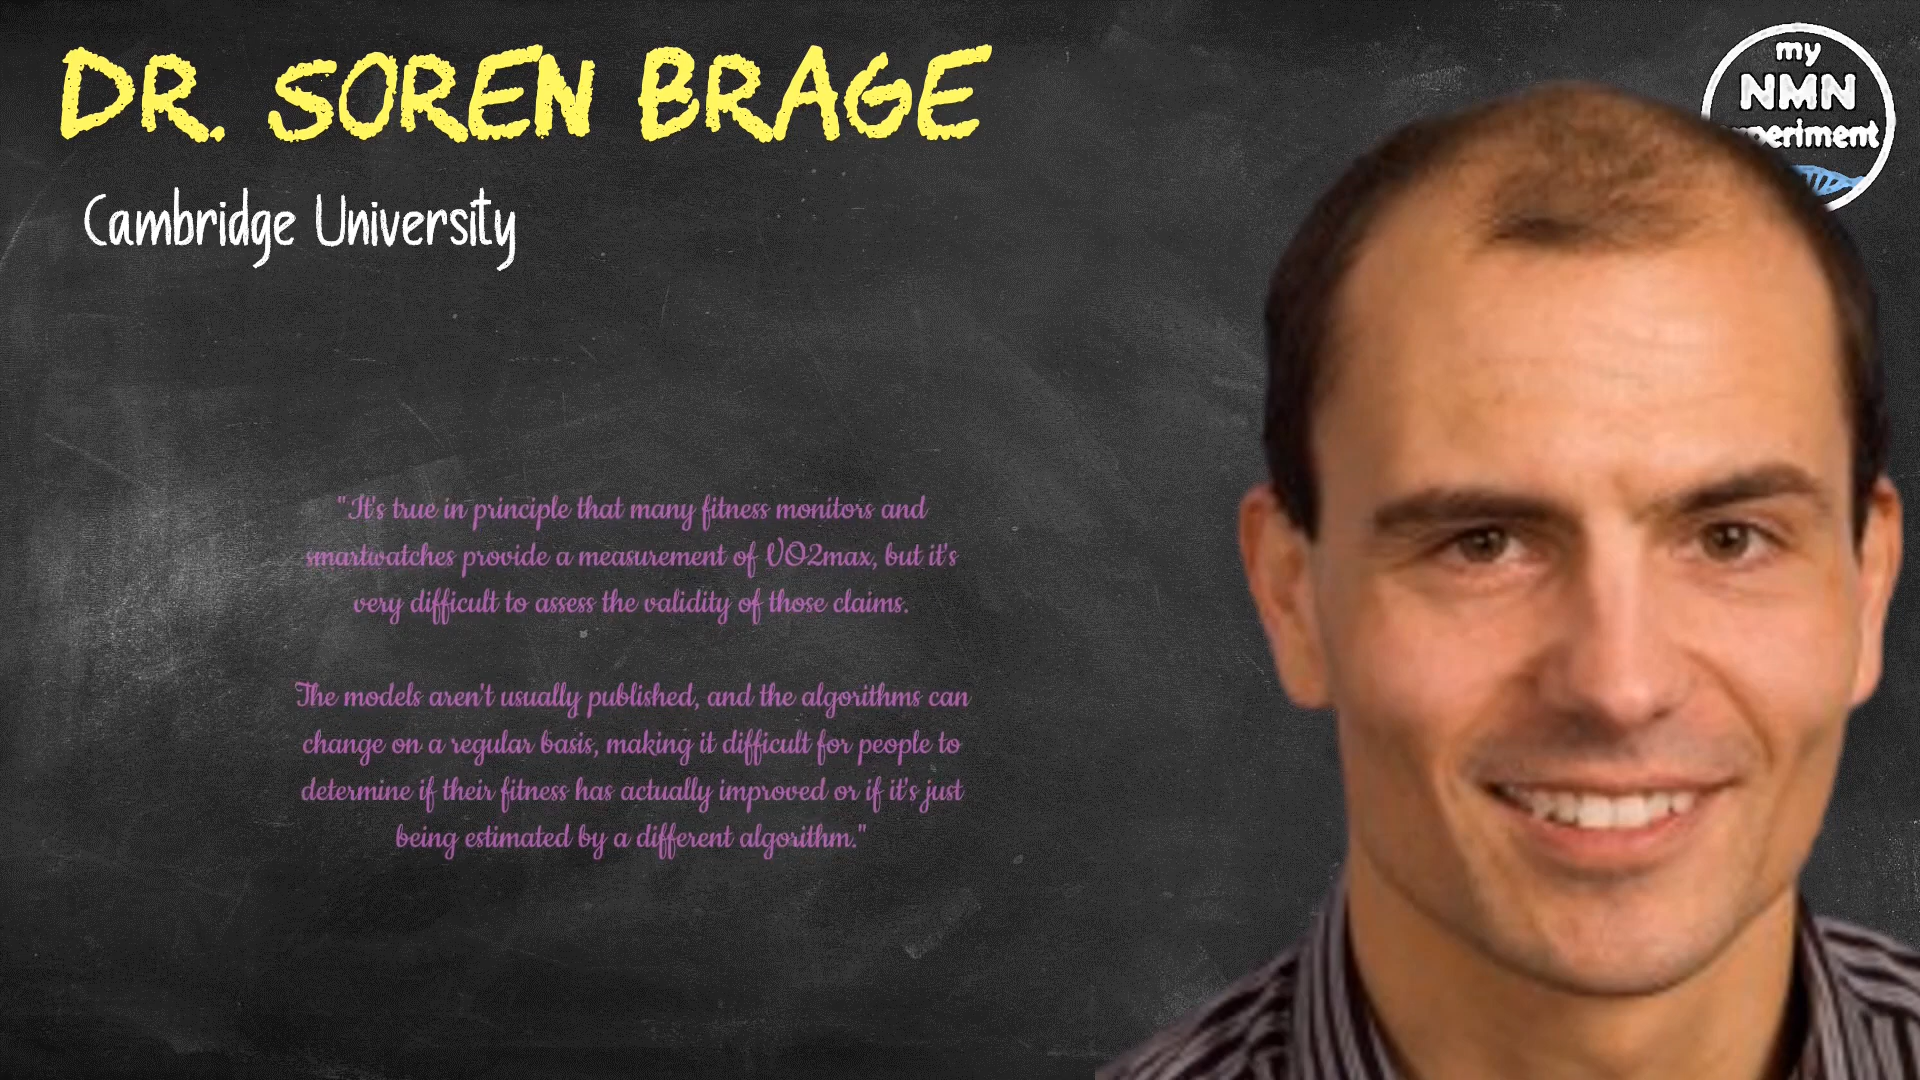 DR. SOREN BRAGE
my
NMN
Cambridge University
"It's true in principle that many fitness monitors and
smartwatches provide a measurement of VO2max, but it's
very difficult to assess the validity of those claims.
The models aren't usually published, and the algorithms can
change on a regular basis, making it difficult for people to
determine if their fitness has actually improved or if it's just
being estimated by a different algorithm."